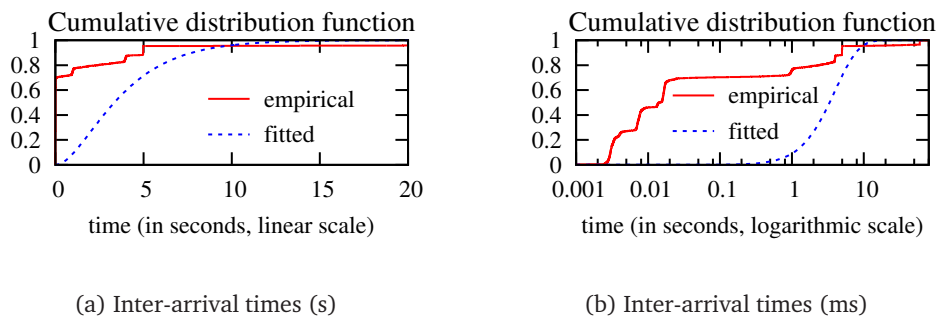 Cumulative distribution function
1
0.8
0.6
0.4
0.2
0
empirical
fitted
0 5 10 15 20
time (in seconds, linear scale)
(a) Inter-arrival times (s)
Cumulative distribution function
1
0.8
0.6
0.4
0.2
0
empirical
fitted
0.001 0.01 0.1 1 10
time (in seconds, logarithmic scale)
(b) Inter-arrival times (ms)